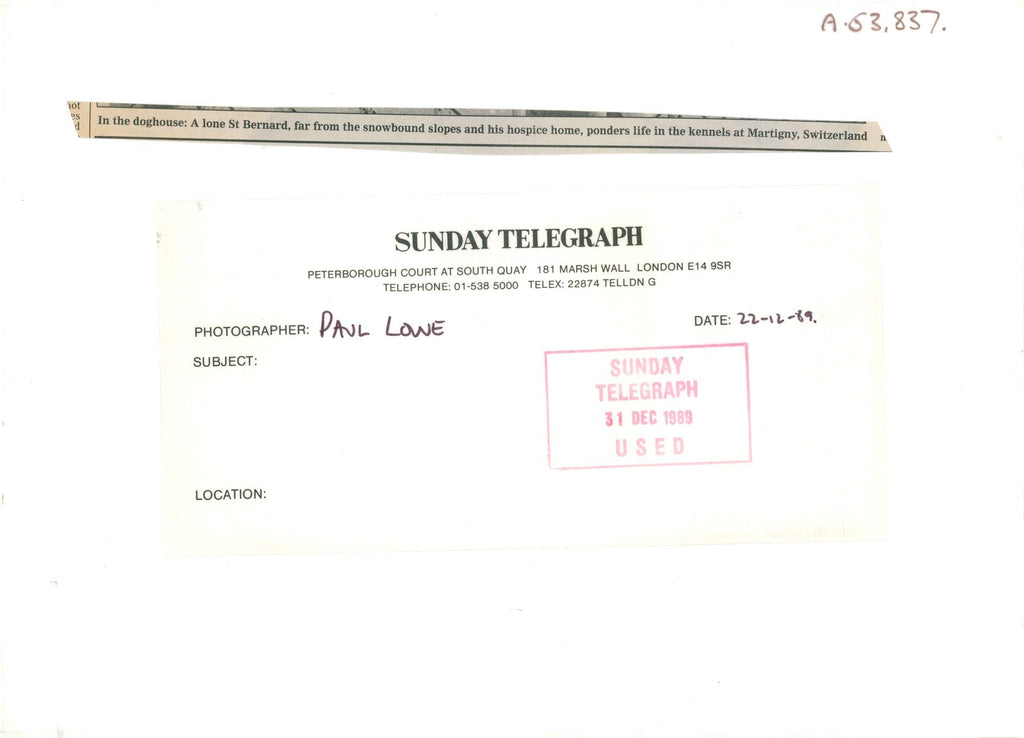 A.63,837.
not
es
d
In the doghouse: A lone St Bernard, far from the snowbound slopes and his hospice home, ponders life in the kennels at Martigny, Switzerland
SUNDAY TELEGRAPH
PETERBOROUGH COURT AT SOUTH QUAY 181 MARSH WALL LONDON E14 9SR
TELEPHONE: 01-538 5000 TELEX: 22874 TELLDN G
PHOTOGRAPHER: PAUL LOWE
DATE: 22-12-89.
SUBJECT:
SUNDAY
TELEGRAPH
31 DEC 1989
USED
LOCATION: